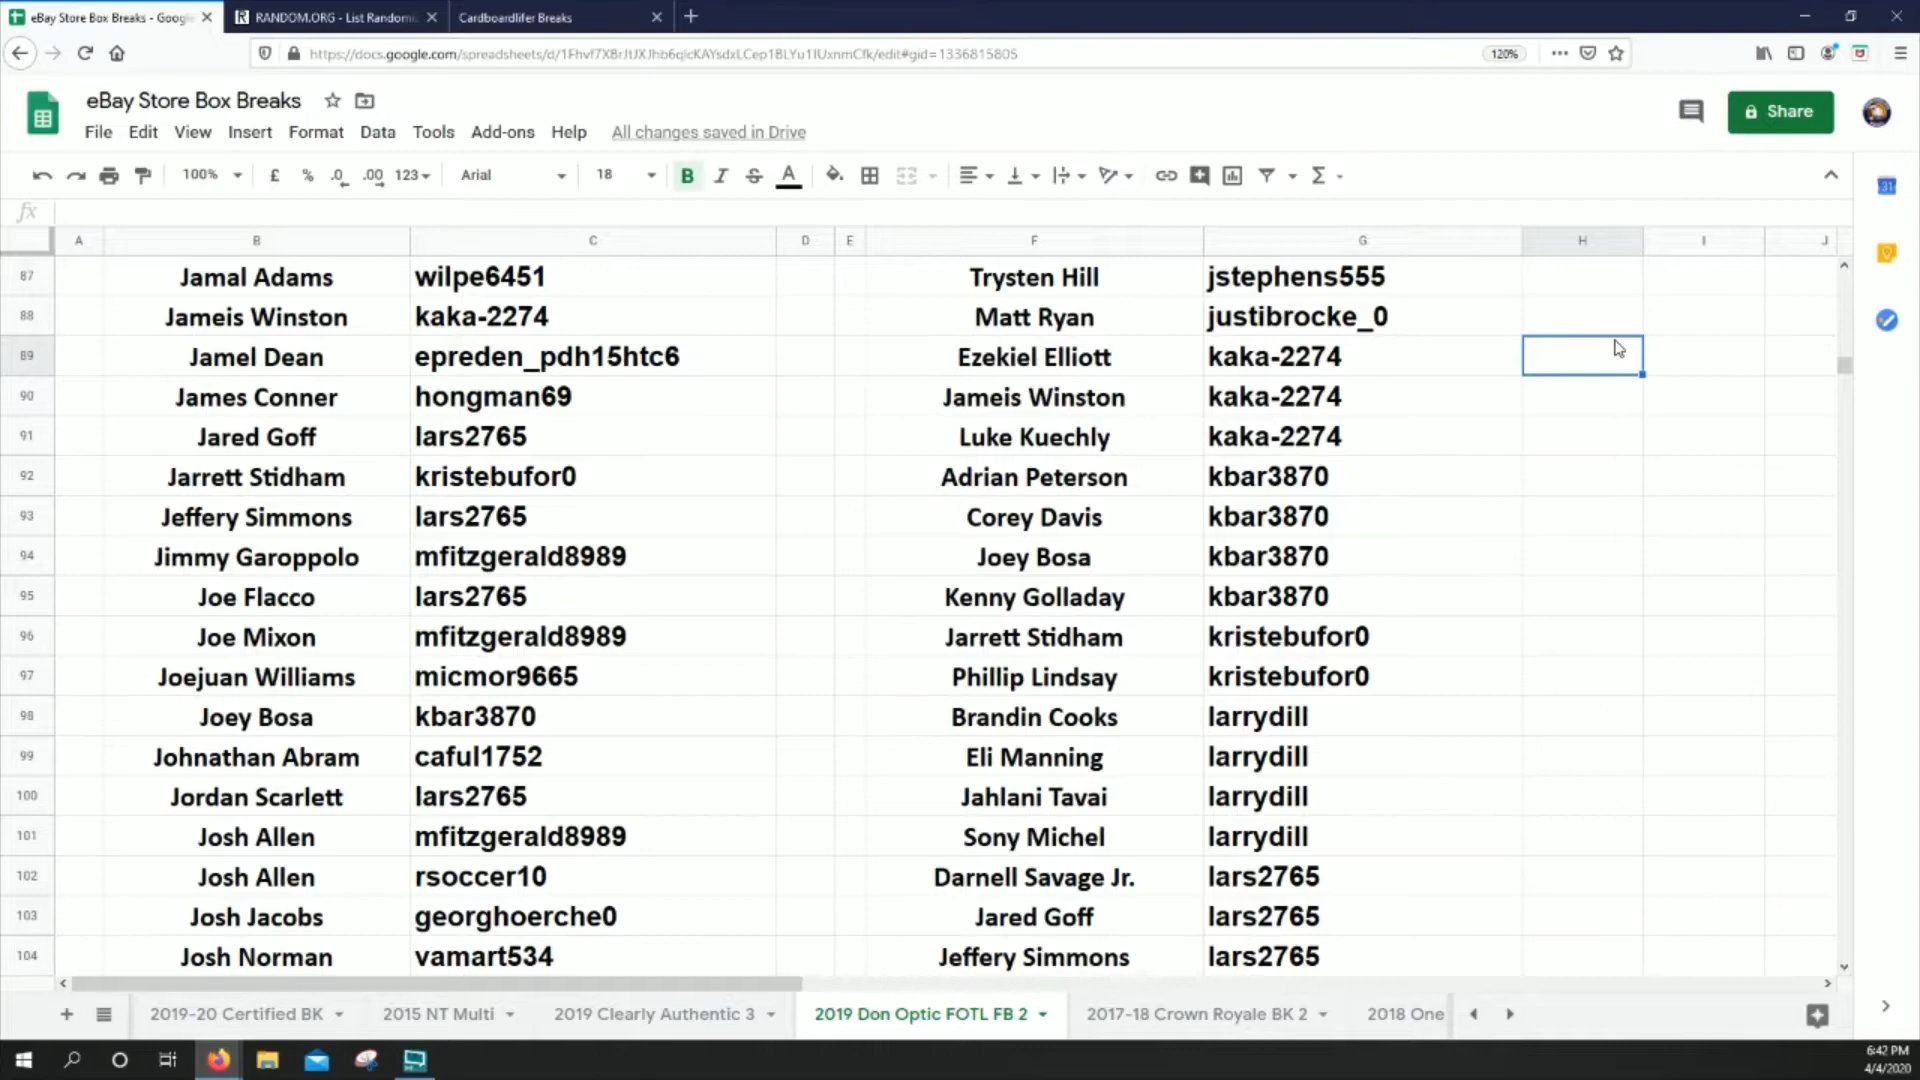 eBay Store Box Breaks - Google
RANDOM.ORG - List Randomi
Cardboardlifer Breaks
docs.google.com/spreadsheets/d/
120%
eBay Store Box Breaks
Share
File Edit View Insert Format Data Tools Add-ons Help All changes saved in Drive
100% £ % .0 .00 123 Arial 18 B I S A Σ
fx
A B C D E F G H I J
87 Jamal Adams wilpe6451 Trysten Hill jstephens555
88 Jameis Winston kaka-2274 Matt Ryan justibrocke_0
89 Jamel Dean epreden_pdh15htc6 Ezekiel Elliott kaka-2274
90 James Conner hongman69 Jameis Winston kaka-2274
91 Jared Goff lars2765 Luke Kuechly kaka-2274
92 Jarrett Stidham kristebufor0 Adrian Peterson kbar3870
93 Jeffery Simmons lars2765 Corey Davis kbar3870
94 Jimmy Garoppolo mfitzgerald8989 Joey Bosa kbar3870
95 Joe Flacco lars2765 Kenny Golladay kbar3870
96 Joe Mixon mfitzgerald8989 Jarrett Stidham kristebufor0
97 Joejuan Williams micmor9665 Phillip Lindsay kristebufor0
98 Joey Bosa kbar3870 Brandin Cooks larrydill
99 Johnathan Abram caful1752 Eli Manning larrydill
100 Jordan Scarlett lars2765 Jahlani Tavai larrydill
101 Josh Allen mfitzgerald8989 Sony Michel larrydill
102 Josh Allen rsoccer10 Darnell Savage Jr. lars2765
103 Josh Jacobs georghoerche0 Jared Goff lars2765
104 Josh Norman vamart534 Jeffery Simmons lars2765
2019-20 Certified BK 2015 NT Multi 2019 Clearly Authentic 3 2019 Don Optic FOTL FB 2 2017-18 Crown Royale BK 2 2018 One
31
6:42 PM
4/4/2020